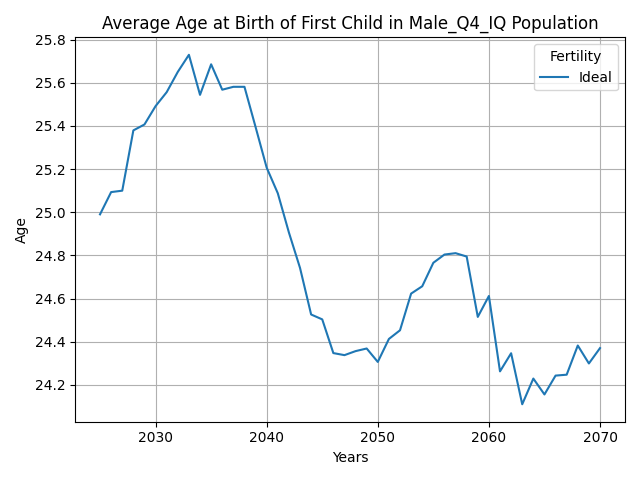 Average Age at Birth of First Child in Male_Q4_IQ Population
Fertility
Ideal
25.8
25.6
25.4
25.2
25.0
24.8
24.6
24.4
24.2
Age
2030
2040
2050
2060
2070
Years